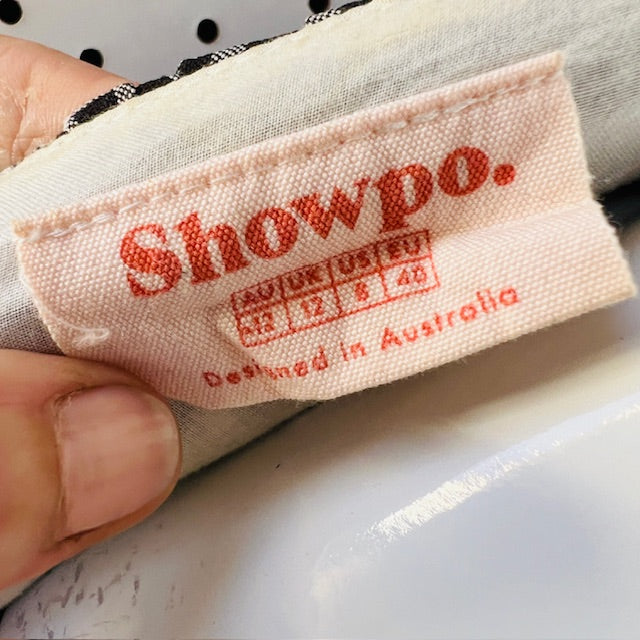 Showpo.
AU UK US EU
12 12 8 40
Designed in Australia